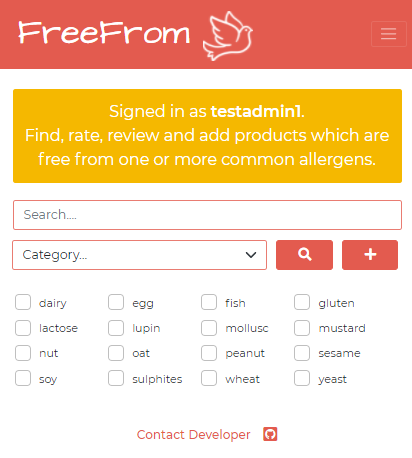 FreeFrom
Signed in as testadmin1.
Find, rate, review and add products which are
free from one or more common allergens.
Search....
Category...
dairy egg fish gluten
lactose lupin mollusc mustard
nut oat peanut sesame
soy sulphites wheat yeast
Contact Developer